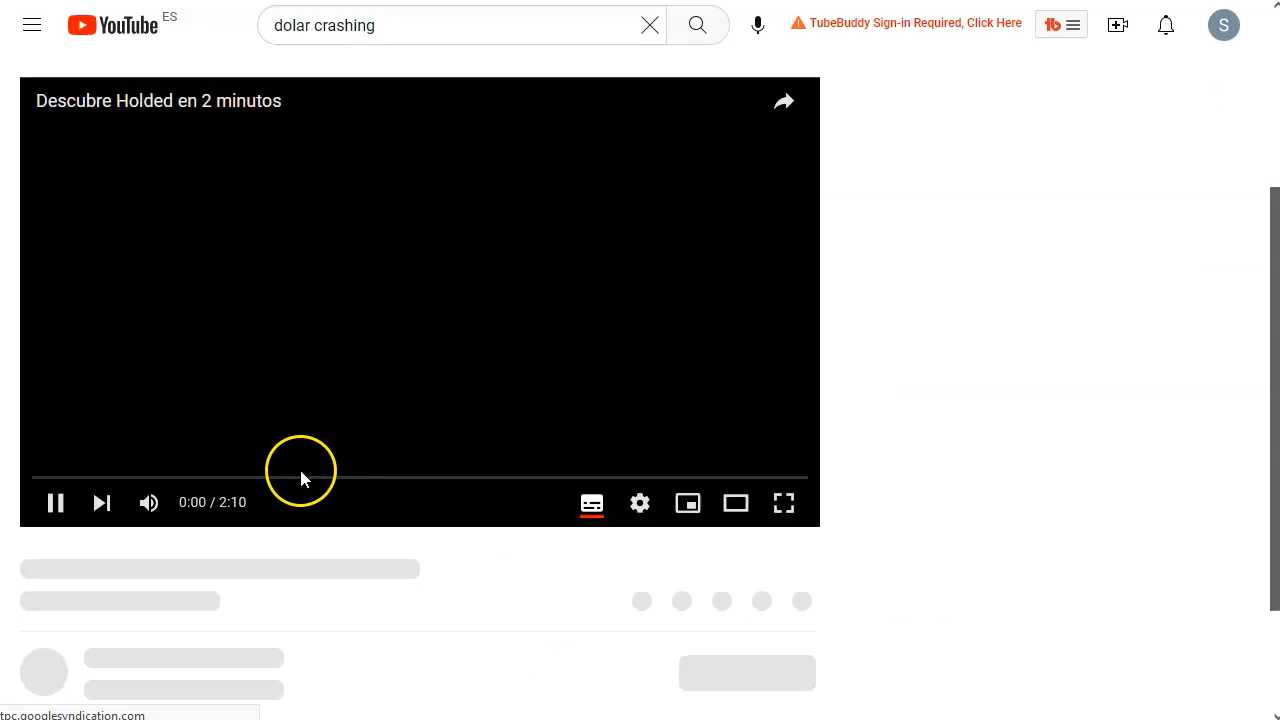 YouTube ES
dolar crashing
TubeBuddy Sign-in Required, Click Here
tb
S
Descubre Holded en 2 minutos
0:00 / 2:10
tpc.googlesyndication.com